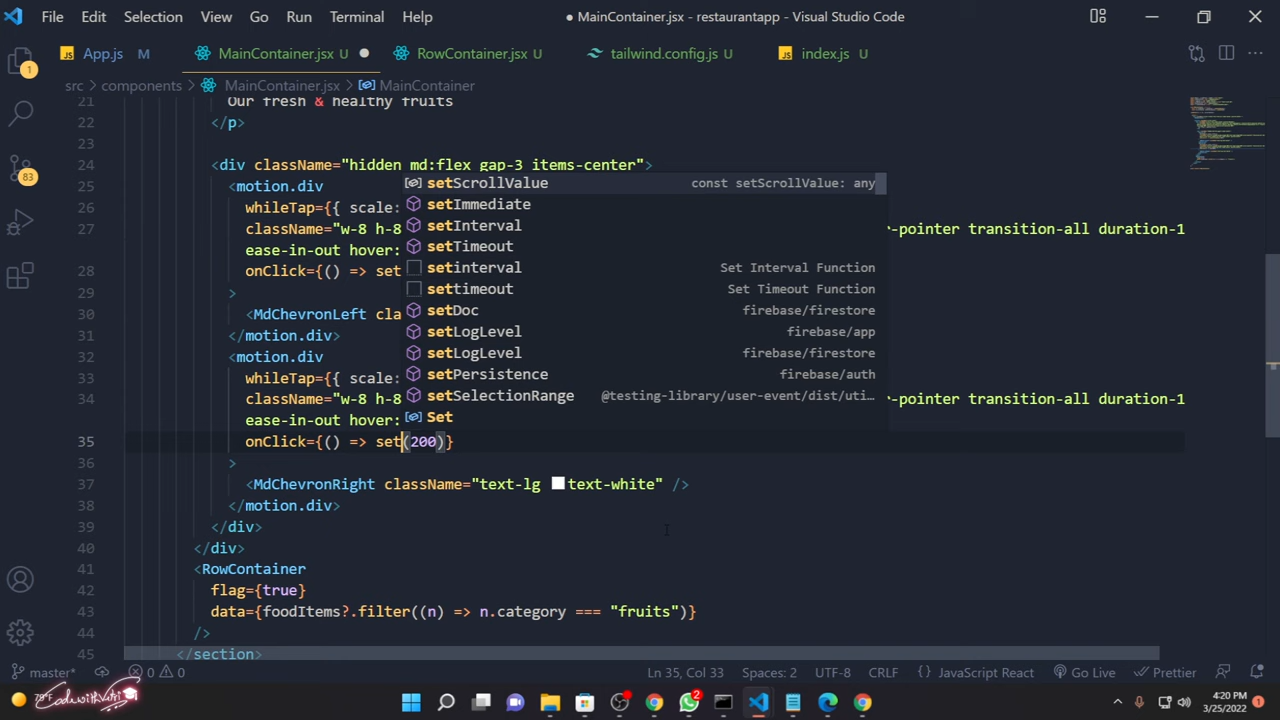 File Edit Selection View Go Run Terminal Help
● MainContainer.jsx - restaurantapp - Visual Studio Code
JS App.js M
MainContainer.jsx U ●
RowContainer.jsx U
tailwind.config.js U
JS index.js U
src > components > MainContainer.jsx > MainContainer
21 Our fresh & healthy fruits
22 </p>
23
24 <div className="hidden md:flex gap-3 items-center">
25 <motion.div
26 whileTap={{ scale:
27 className="w-8 h-8 r-pointer transition-all duration-1
ease-in-out hover:
28 onClick={() => set
29 >
30 <MdChevronLeft cla
31 </motion.div>
32 <motion.div
33 whileTap={{ scale:
34 className="w-8 h-8 r-pointer transition-all duration-1
ease-in-out hover:
35 onClick={() => set(200)}
36 >
37 <MdChevronRight className="text-lg text-white" />
38 </motion.div>
39 </div>
40 </div>
41 <RowContainer
42 flag={true}
43 data={foodItems?.filter((n) => n.category === "fruits")}
44 />
45 </section>
setScrollValue const setScrollValue: any
setImmediate
setInterval
setTimeout
setinterval Set Interval Function
settimeout Set Timeout Function
setDoc firebase/firestore
setLogLevel firebase/app
setLogLevel firebase/firestore
setPersistence firebase/auth
setSelectionRange @testing-library/user-event/dist/uti...
Set
1
83
master* 0 0 Ln 35, Col 33 Spaces: 2 UTF-8 CRLF {} JavaScript React Go Live Prettier
2
4:20 PM
3/25/2022
1